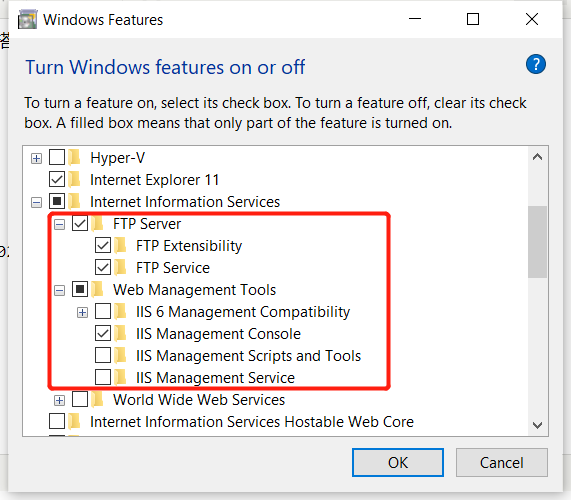 Windows Features
Turn Windows features on or off
To turn a feature on, select its check box. To turn a feature off, clear its check
box. A filled box means that only part of the feature is turned on.
Hyper-V
Internet Explorer 11
Internet Information Services
FTP Server
FTP Extensibility
FTP Service
Web Management Tools
IIS 6 Management Compatibility
IIS Management Console
IIS Management Scripts and Tools
IIS Management Service
World Wide Web Services
Internet Information Services Hostable Web Core
OK
Cancel